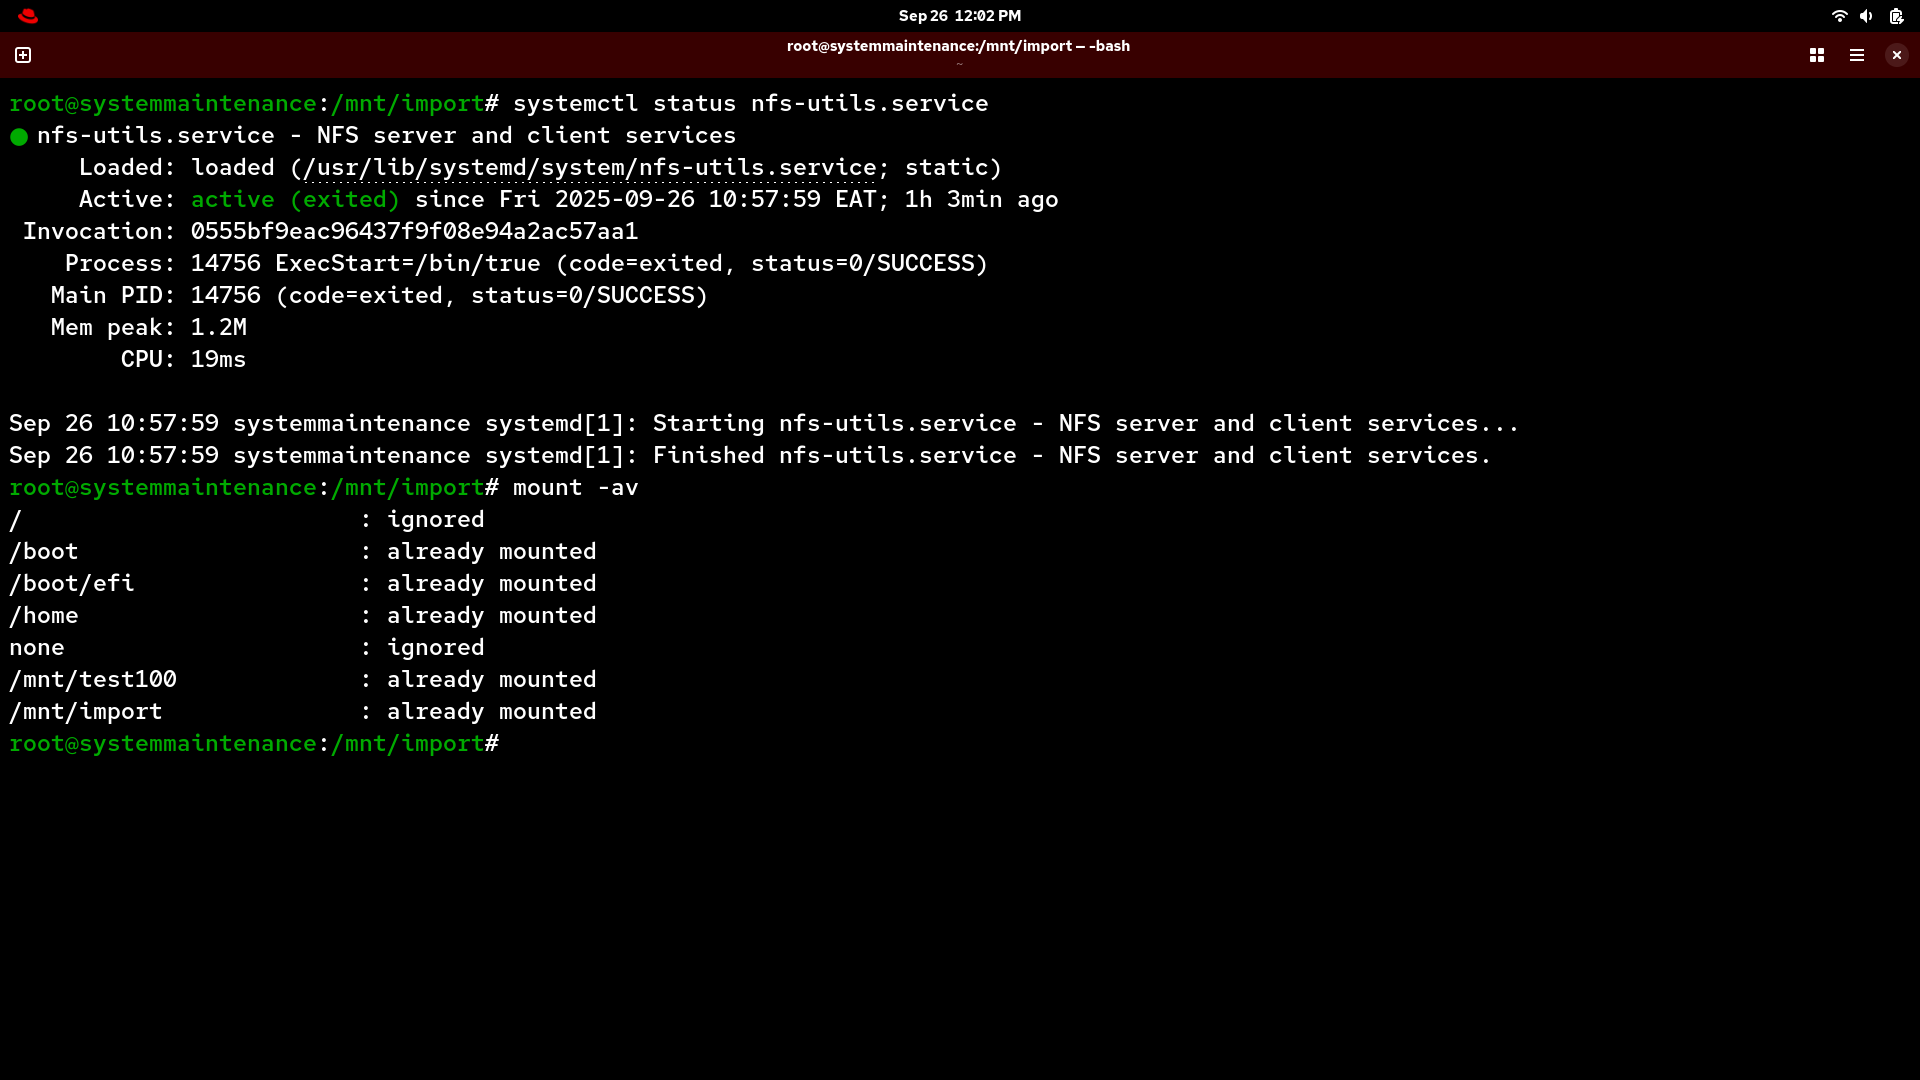 Sep 26 12:02 PM
root@systemmaintenance:/mnt/import — -bash
~
root@systemmaintenance:/mnt/import# systemctl status nfs-utils.service
● nfs-utils.service - NFS server and client services
     Loaded: loaded (/usr/lib/systemd/system/nfs-utils.service; static)
     Active: active (exited) since Fri 2025-09-26 10:57:59 EAT; 1h 3min ago
 Invocation: 0555bf9eac96437f9f08e94a2ac57aa1
    Process: 14756 ExecStart=/bin/true (code=exited, status=0/SUCCESS)
   Main PID: 14756 (code=exited, status=0/SUCCESS)
   Mem peak: 1.2M
        CPU: 19ms

Sep 26 10:57:59 systemmaintenance systemd[1]: Starting nfs-utils.service - NFS server and client services...
Sep 26 10:57:59 systemmaintenance systemd[1]: Finished nfs-utils.service - NFS server and client services.
root@systemmaintenance:/mnt/import# mount -av
/                        : ignored
/boot                    : already mounted
/boot/efi                : already mounted
/home                    : already mounted
none                     : ignored
/mnt/test100             : already mounted
/mnt/import              : already mounted
root@systemmaintenance:/mnt/import#